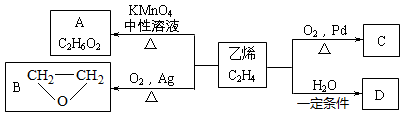 A
C₂H₆O₂
KMnO₄
中性溶液
△
B
CH₂ CH₂
O
O₂，Ag
△
乙烯
C₂H₄
O₂，Pd
△
C
H₂O
一定条件
D